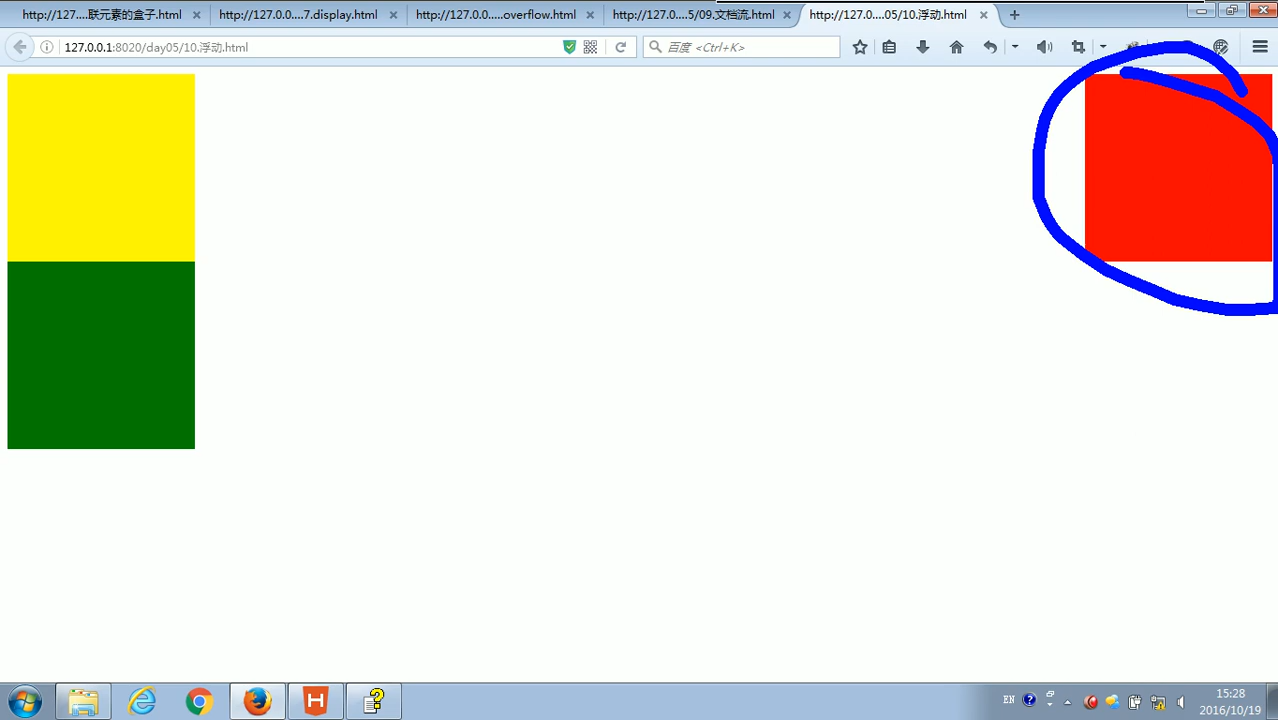 http://127....联元素的盒子.html
http://127.0.0....7.display.html
http://127.0.0.....overflow.html
http://127.0....5/09.文档流.html
http://127.0....05/10.浮动.html
127.0.0.1:8020/day05/10.浮动.html
百度 <Ctrl+K>
EN
15:28
2016/10/19